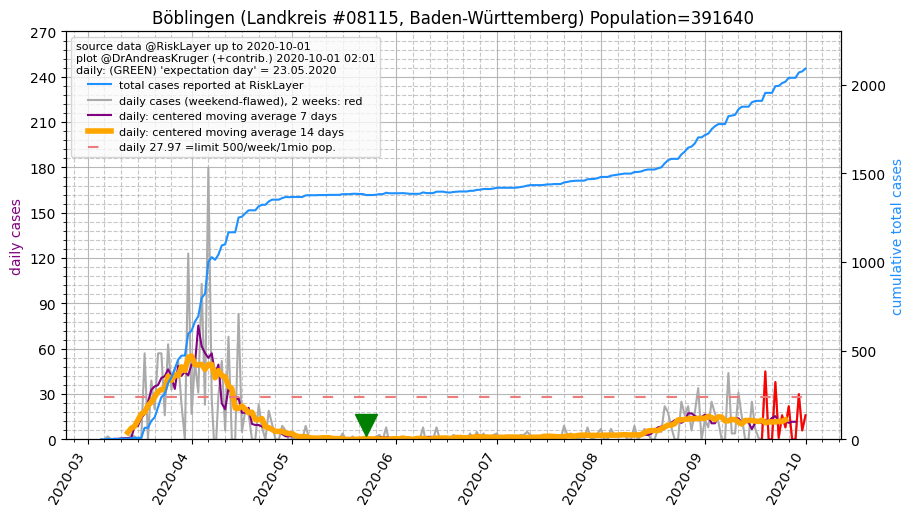 Böblingen (Landkreis #08115, Baden-Württemberg) Population=391640
source data @RiskLayer up to 2020-10-01
plot @DrAndreasKruger (+contrib.) 2020-10-01 02:01
daily: (GREEN) 'expectation day' = 23.05.2020
total cases reported at RiskLayer
daily cases (weekend-flawed), 2 weeks: red
daily: centered moving average 7 days
daily: centered moving average 14 days
daily 27.97 =limit 500/week/1mio pop.
daily cases
270
240
210
180
150
120
90
60
30
0
cumulative total cases
2000
1500
1000
500
0
2020-03
2020-04
2020-05
2020-06
2020-07
2020-08
2020-09
2020-10